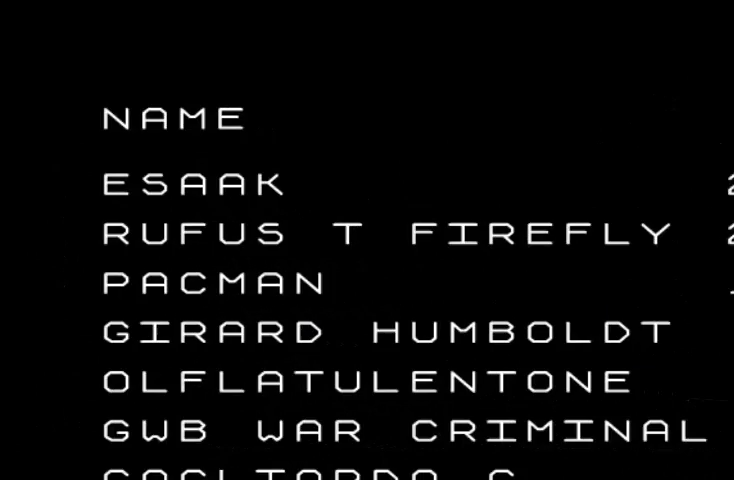 NAME
ESAAK
RUFUS T FIREFLY
PACMAN
GIRARD HUMBOLDT
OLFLATULENTONE
GWB WAR CRIMINAL